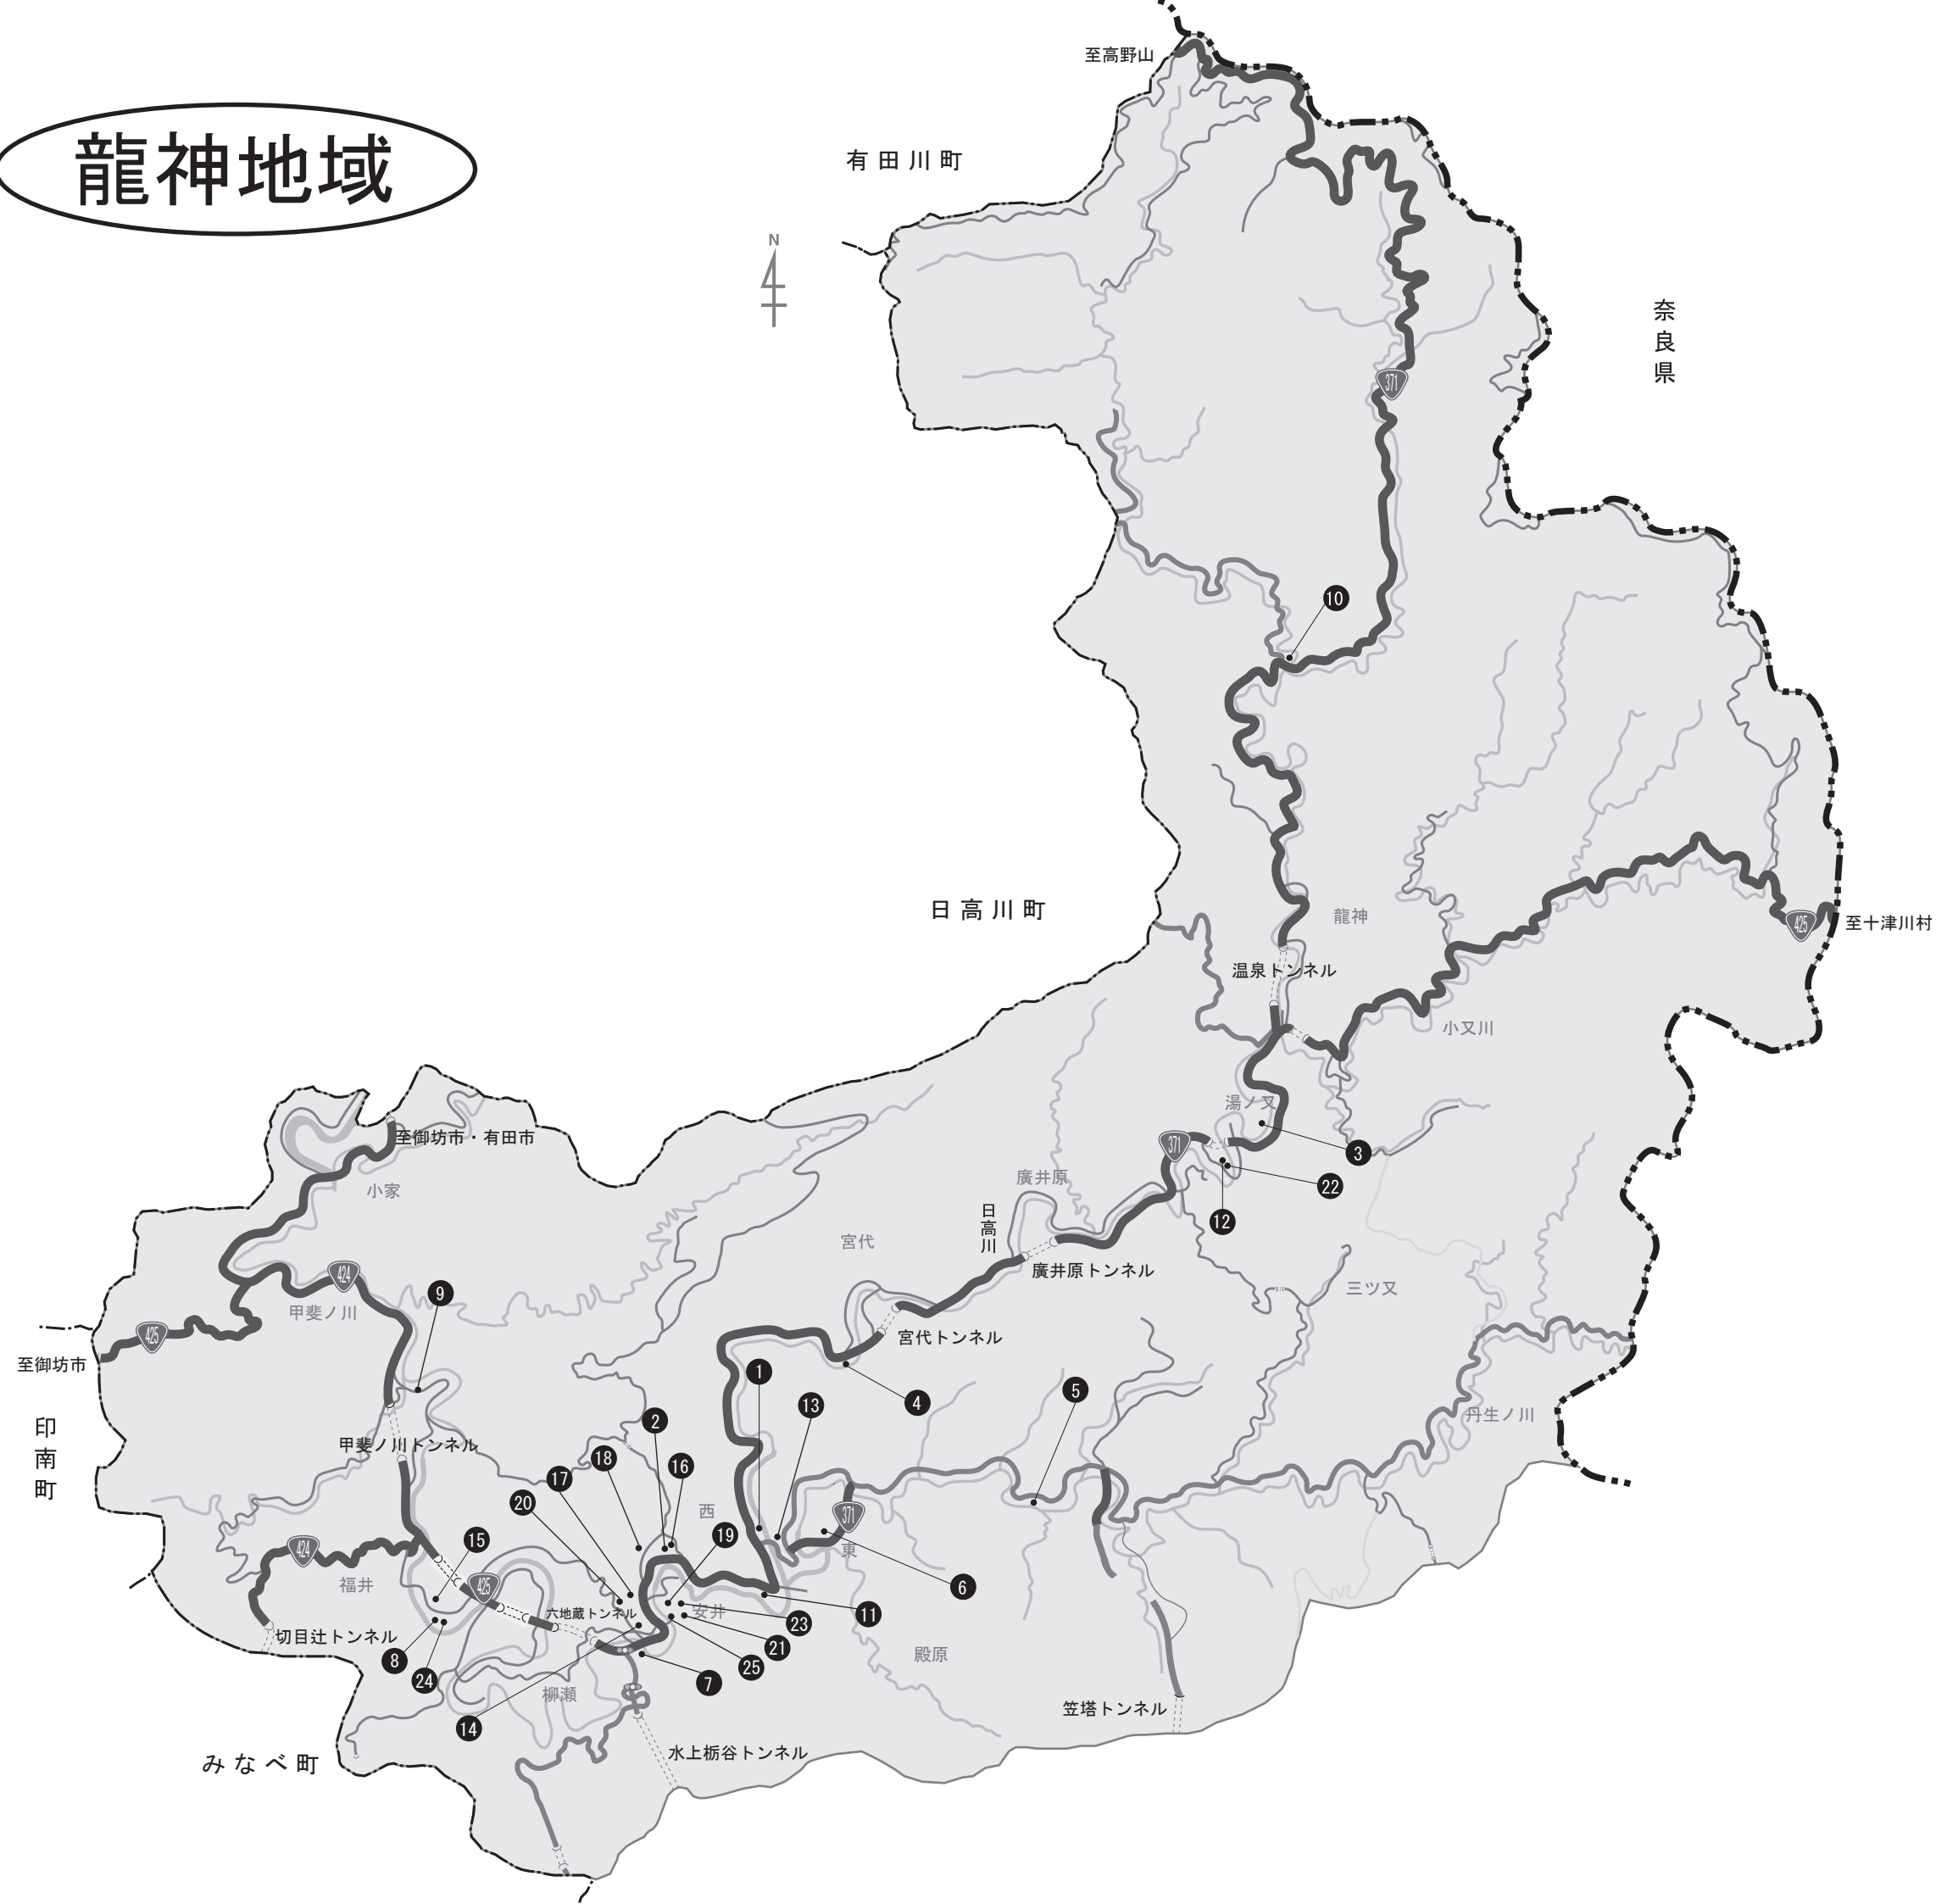 至高野山
龍神地域
有田川町
N
奈良県
371
10
日高川町
龍神
425
至十津川村
温泉トンネル
小又川
湯ノ又
至御坊市・有田市
371
3
廣井原
22
小家
日高川
12
宮代
廣井原トンネル
424
9
三ツ又
甲斐ノ川
425
宮代トンネル
至御坊市
1
5
4
13
丹生ノ川
印南町
2
甲斐ノ川トンネル
18
16
17
20
西
371
19
15
424
東
福井
425
6
六地蔵トンネル
安井
11
23
切目辻トンネル
21
8
殿原
25
24
7
柳瀬
笠塔トンネル
14
水上栃谷トンネル
みなべ町